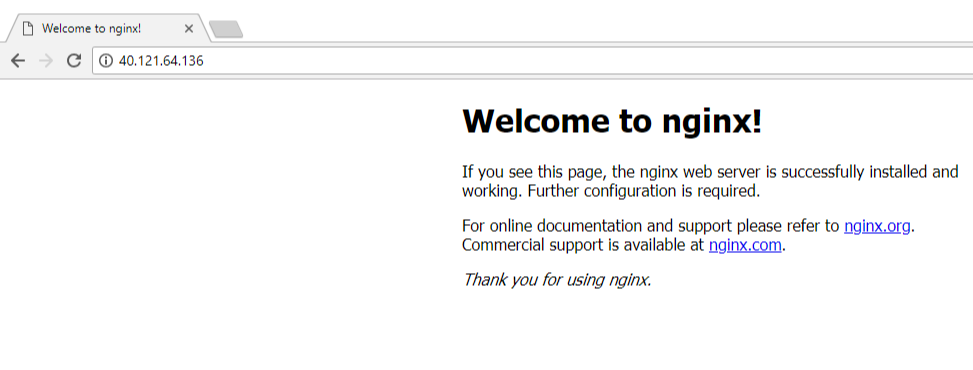 Welcome to nginx!
40.121.64.136
Welcome to nginx!
If you see this page, the nginx web server is successfully installed and
working. Further configuration is required.
For online documentation and support please refer to nginx.org.
Commercial support is available at nginx.com.
Thank you for using nginx.